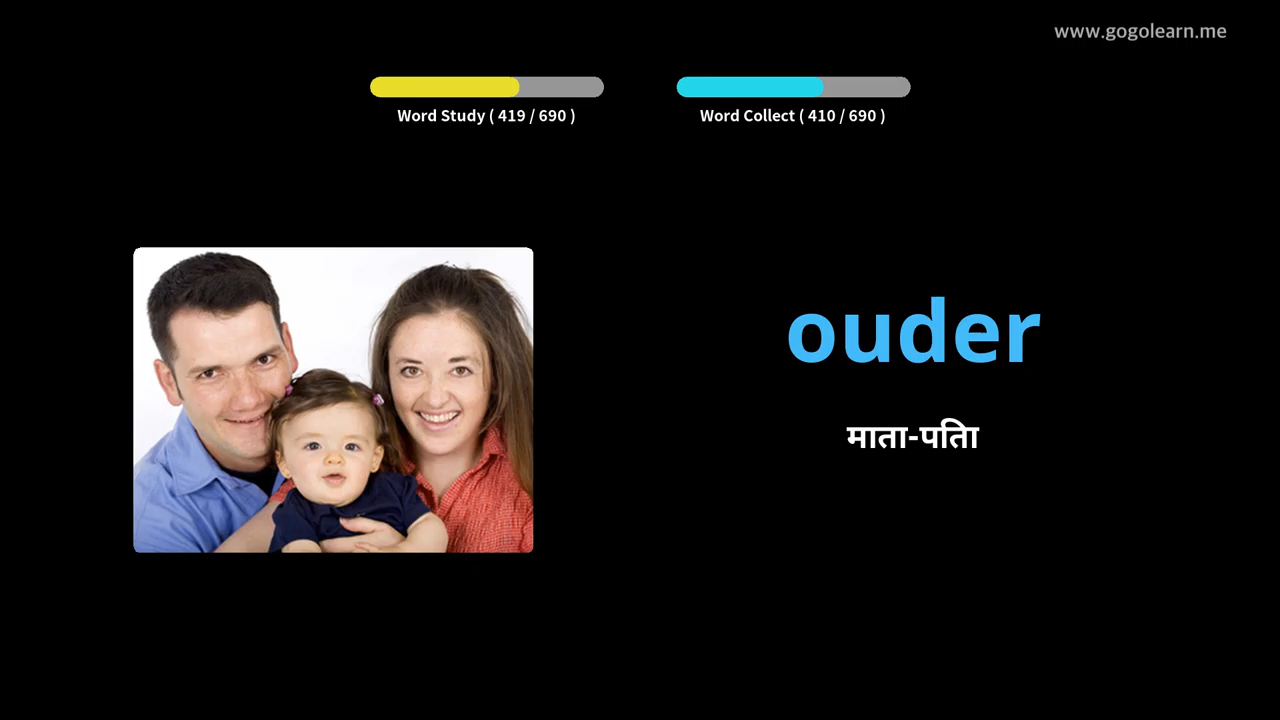 www.gogolearn.me
Word Study ( 419 / 690 )
Word Collect ( 410 / 690 )
ouder
माता-पिता